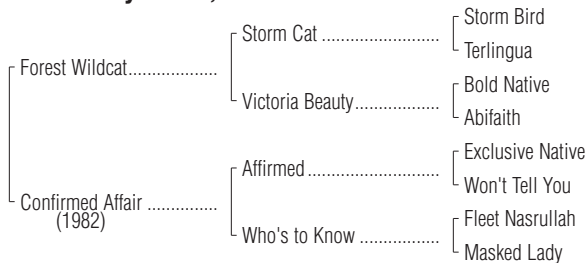 Storm Bird
Storm Cat ........................
Terlingua
Forest Wildcat..................
Bold Native
Victoria Beauty.................
Abifaith
Exclusive Native
Affirmed ..........................
Won't Tell You
Confirmed Affair ..............
(1982)
Fleet Nasrullah
Who's to Know ................
Masked Lady